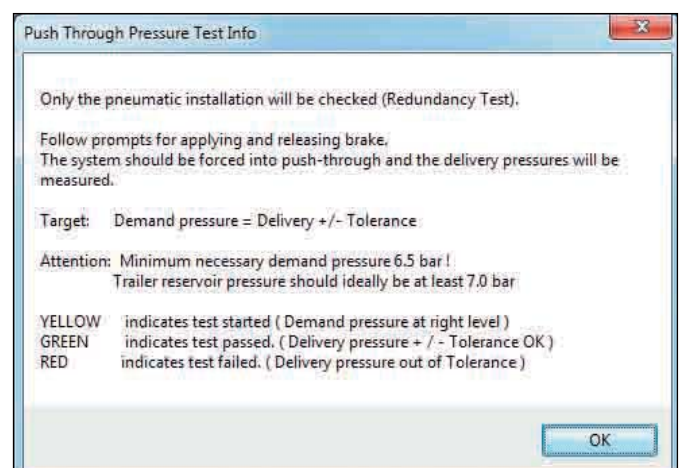 Push Through Pressure Test Info
Only the pneumatic installation will be checked (Redundancy Test).
Follow prompts for applying and releasing brake.
The system should be forced into push-through and the delivery pressures will be
measured.
Target: Demand pressure = Delivery +/- Tolerance
Attention: Minimum necessary demand pressure 6.5 bar !
Trailer reservoir pressure should ideally be at least 7.0 bar
YELLOW indicates test started ( Demand pressure at right level )
GREEN indicates test passed. ( Delivery pressure + / - Tolerance OK )
RED indicates test failed. ( Delivery pressure out of Tolerance )
OK